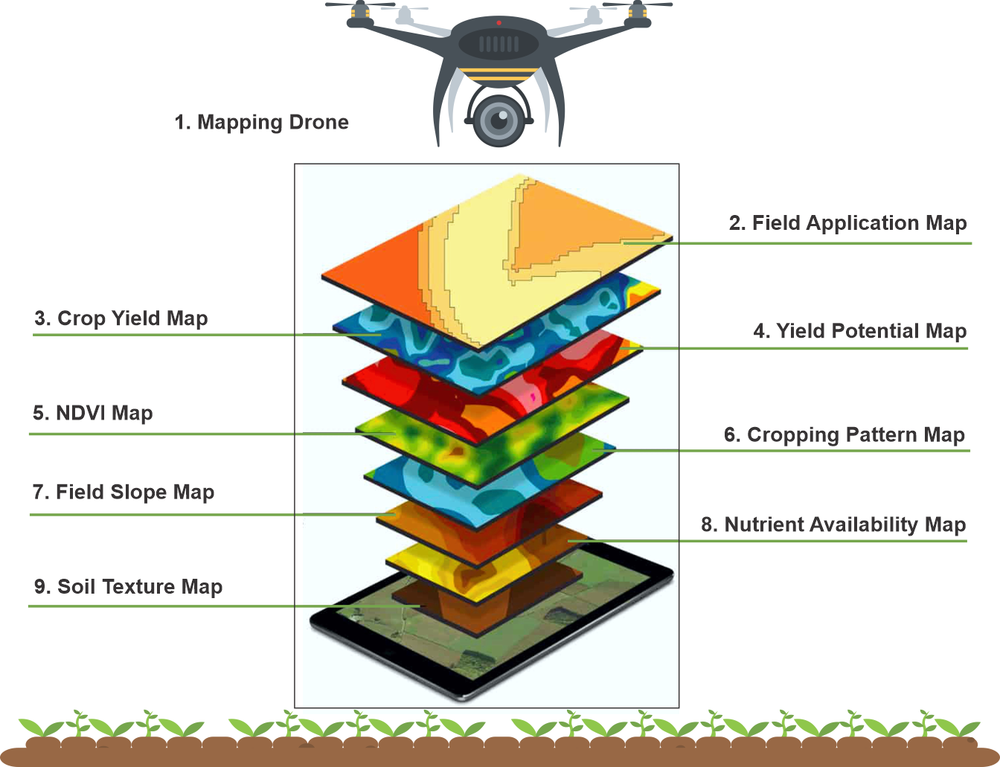 1. Mapping Drone
2. Field Application Map
3. Crop Yield Map
4. Yield Potential Map
5. NDVI Map
6. Cropping Pattern Map
7. Field Slope Map
8. Nutrient Availability Map
9. Soil Texture Map